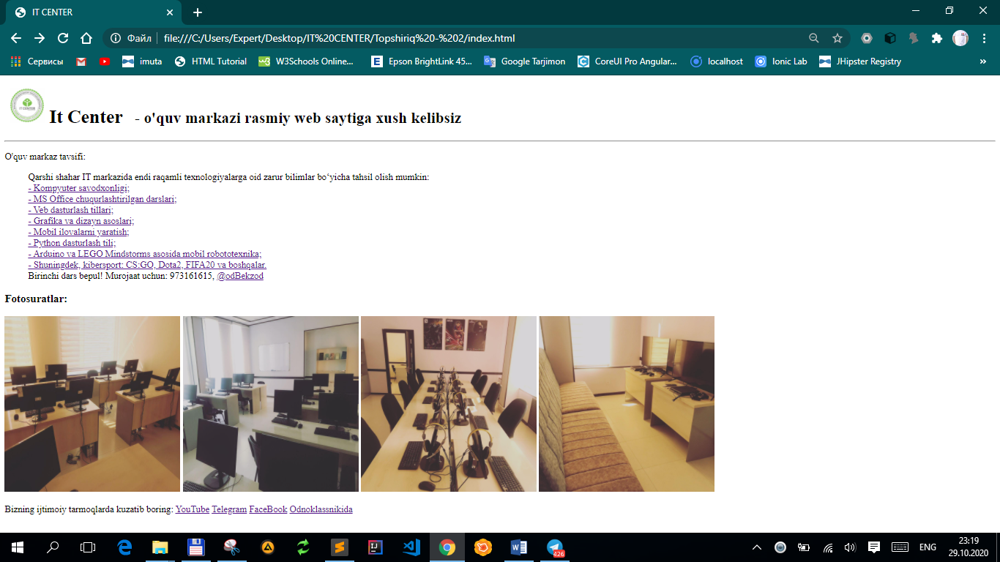 IT CENTER
Файл file:///C:/Users/Expert/Desktop/IT%20CENTER/Topshiriq%20-%202/index.html
Сервисы imuta HTML Tutorial W3Schools Online... Epson BrightLink 45... Google Tarjimon CoreUI Pro Angular... localhost Ionic Lab JHipster Registry »
IT CENTER
It Center - o'quv markazi rasmiy web saytiga xush kelibsiz
O'quv markaz tavsifi:
Qarshi shahar IT markazida endi raqamli texnologiyalarga oid zarur bilimlar bo‘yicha tahsil olish mumkin:
- Kompyuter savodxonligi;
- MS Office chuqurlashtirilgan darslari;
- Veb dasturlash tillari;
- Grafika va dizayn asoslari;
- Mobil ilovalarni yaratish;
- Python dasturlash tili;
- Arduino va LEGO Mindstorms asosida mobil robototexnika;
- Shuningdek, kibersport: CS:GO, Dota2, FIFA20 va boshqalar.
Birinchi dars bepul! Murojaat uchun: 973161615, @odBekzod
Fotosuratlar:
Bizning ijtimoiy tarmoqlarda kuzatib boring: YouTube Telegram FaceBook Odnoklassnikida
426
ENG
23:19
29.10.2020